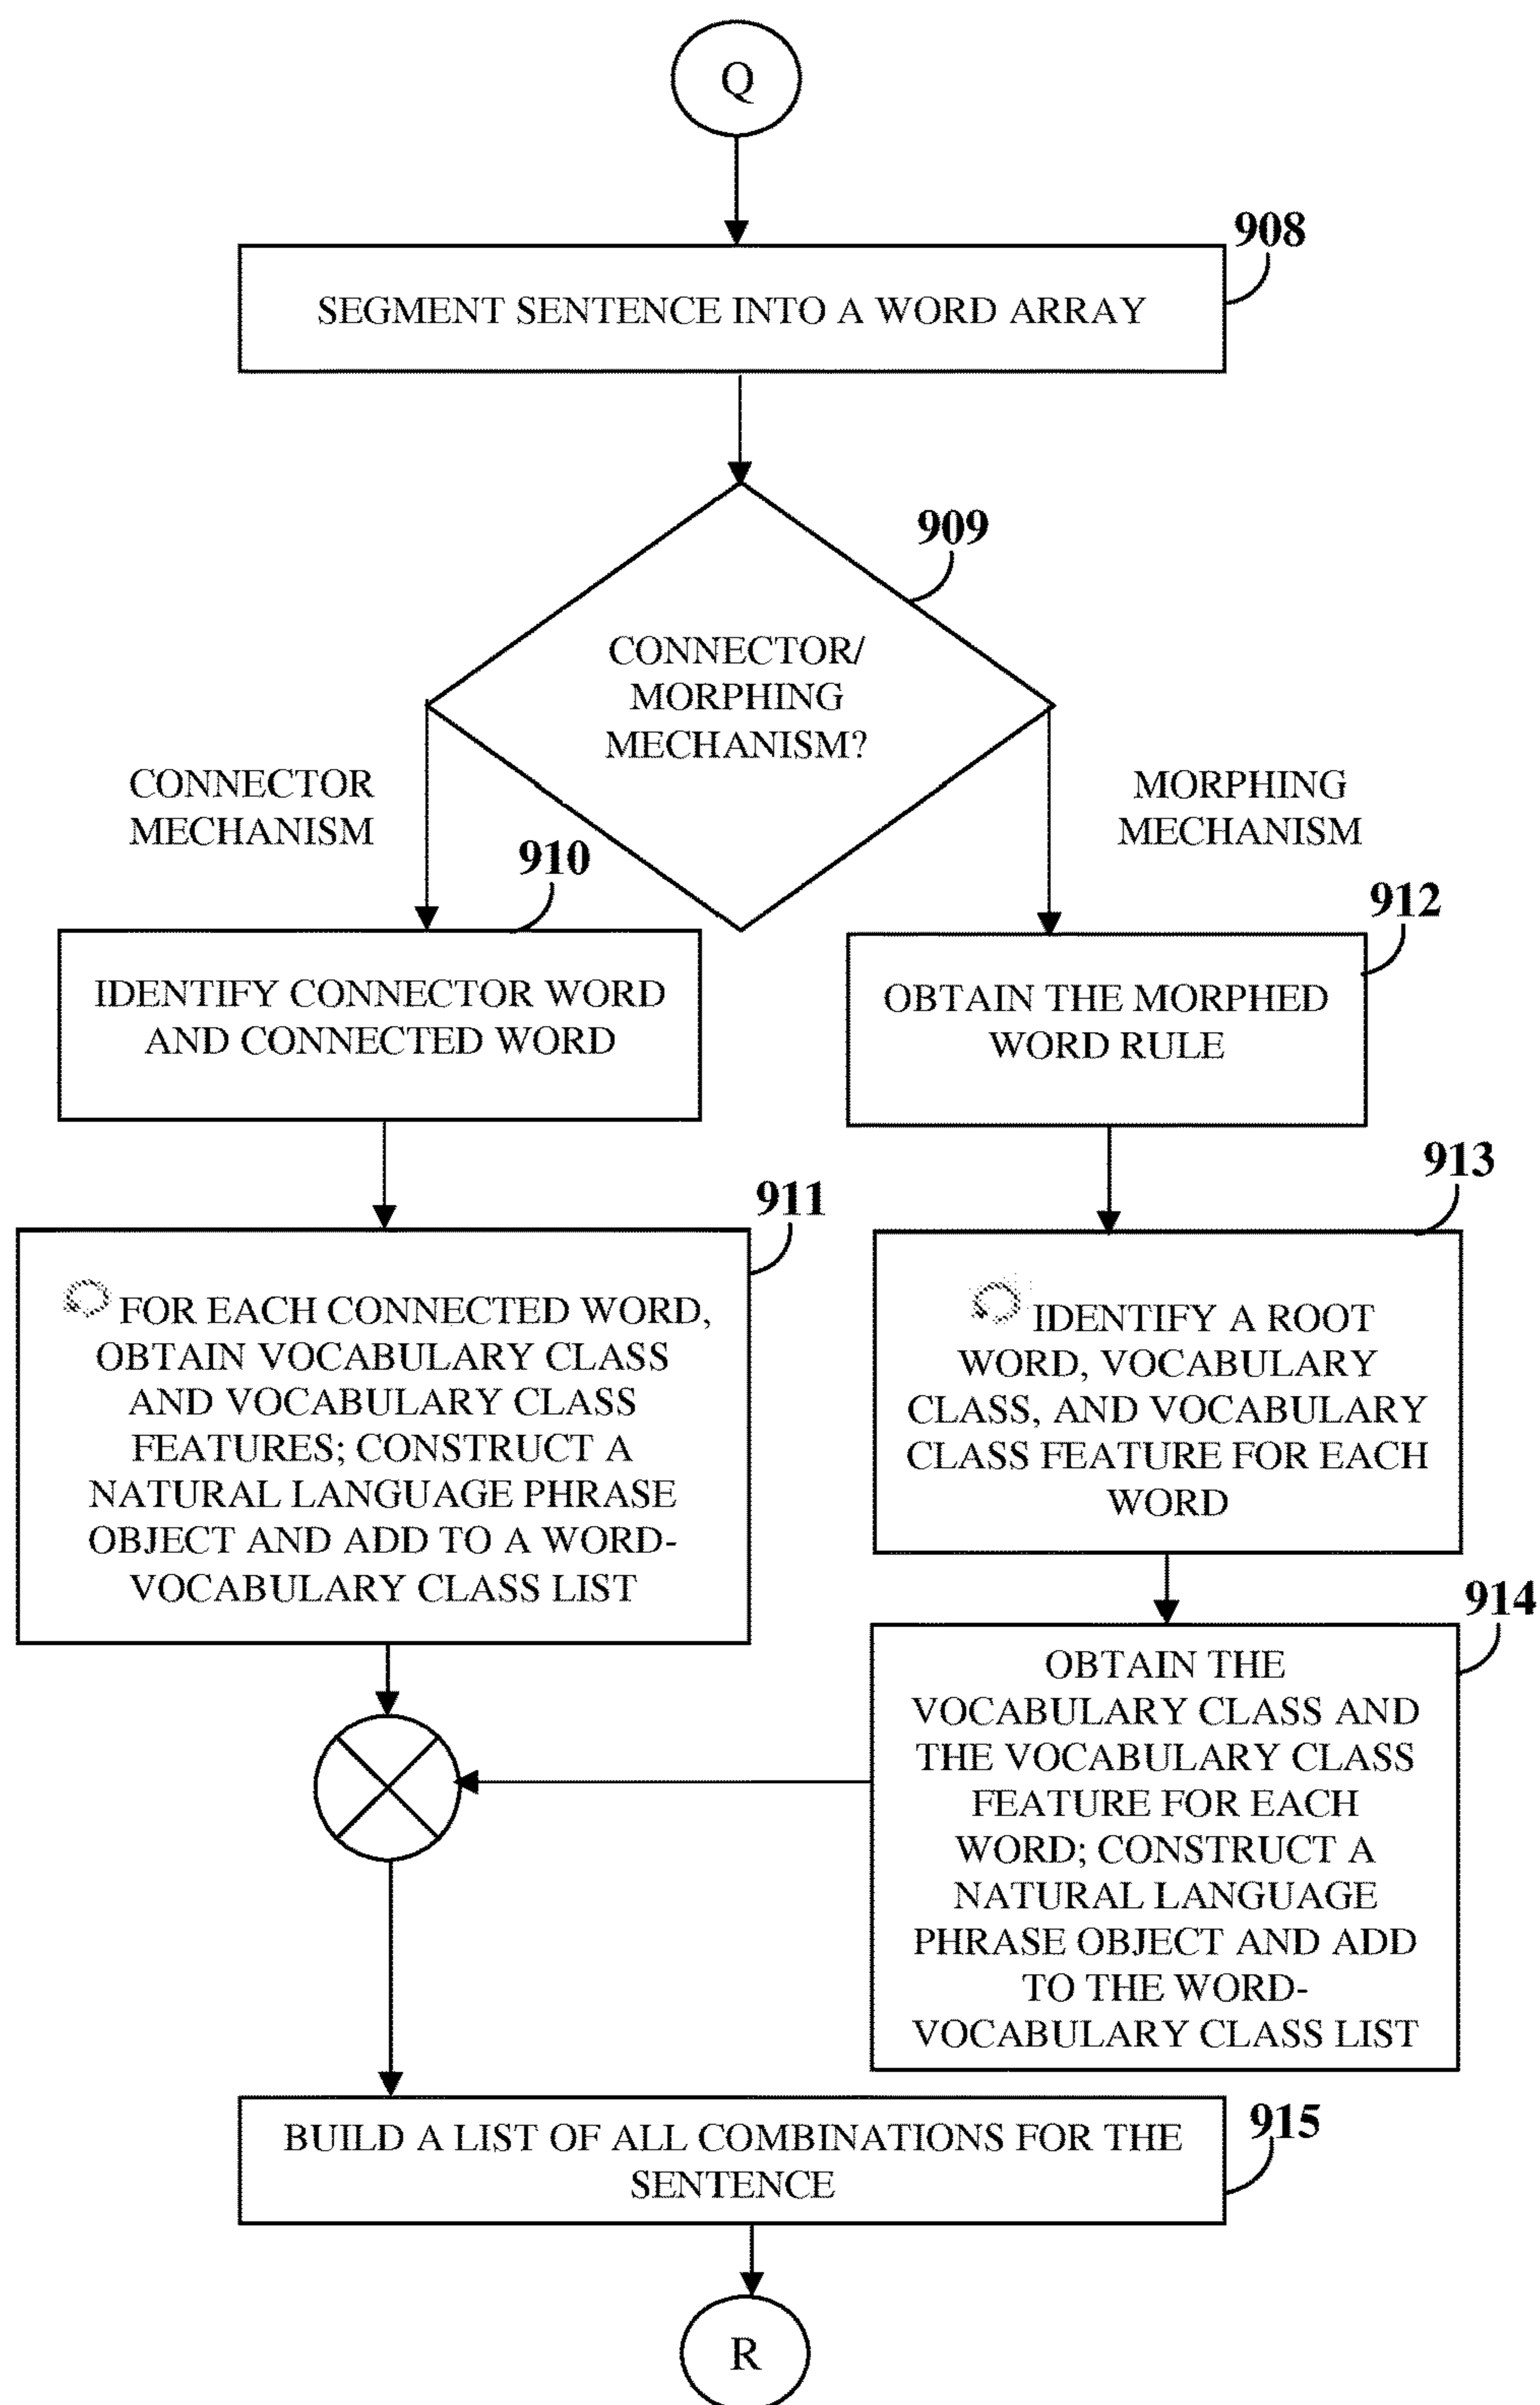 Q
908
SEGMENT SENTENCE INTO A WORD ARRAY
909
CONNECTOR/
MORPHING
MECHANISM?
CONNECTOR
MECHANISM
MORPHING
MECHANISM
910
IDENTIFY CONNECTOR WORD
AND CONNECTED WORD
912
OBTAIN THE MORPHED
WORD RULE
911
FOR EACH CONNECTED WORD,
OBTAIN VOCABULARY CLASS
AND VOCABULARY CLASS
FEATURES; CONSTRUCT A
NATURAL LANGUAGE PHRASE
OBJECT AND ADD TO A WORD-
VOCABULARY CLASS LIST
913
IDENTIFY A ROOT
WORD, VOCABULARY
CLASS, AND VOCABULARY
CLASS FEATURE FOR EACH
WORD
914
OBTAIN THE
VOCABULARY CLASS AND
THE VOCABULARY CLASS
FEATURE FOR EACH
WORD; CONSTRUCT A
NATURAL LANGUAGE
PHRASE OBJECT AND ADD
TO THE WORD-
VOCABULARY CLASS LIST
915
BUILD A LIST OF ALL COMBINATIONS FOR THE
SENTENCE
R